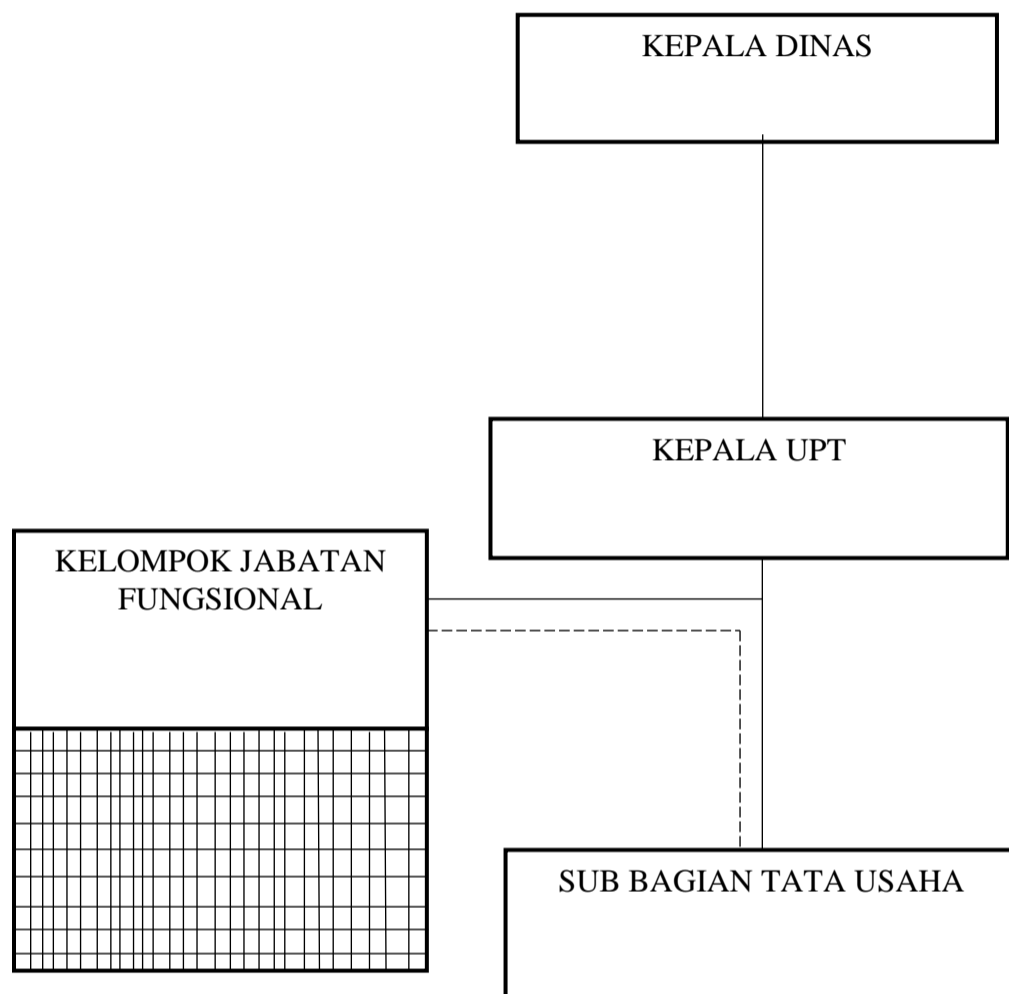 KEPALA DINAS
KEPALA UPT
KELOMPOK JABATAN
FUNGSIONAL
SUB BAGIAN TATA USAHA